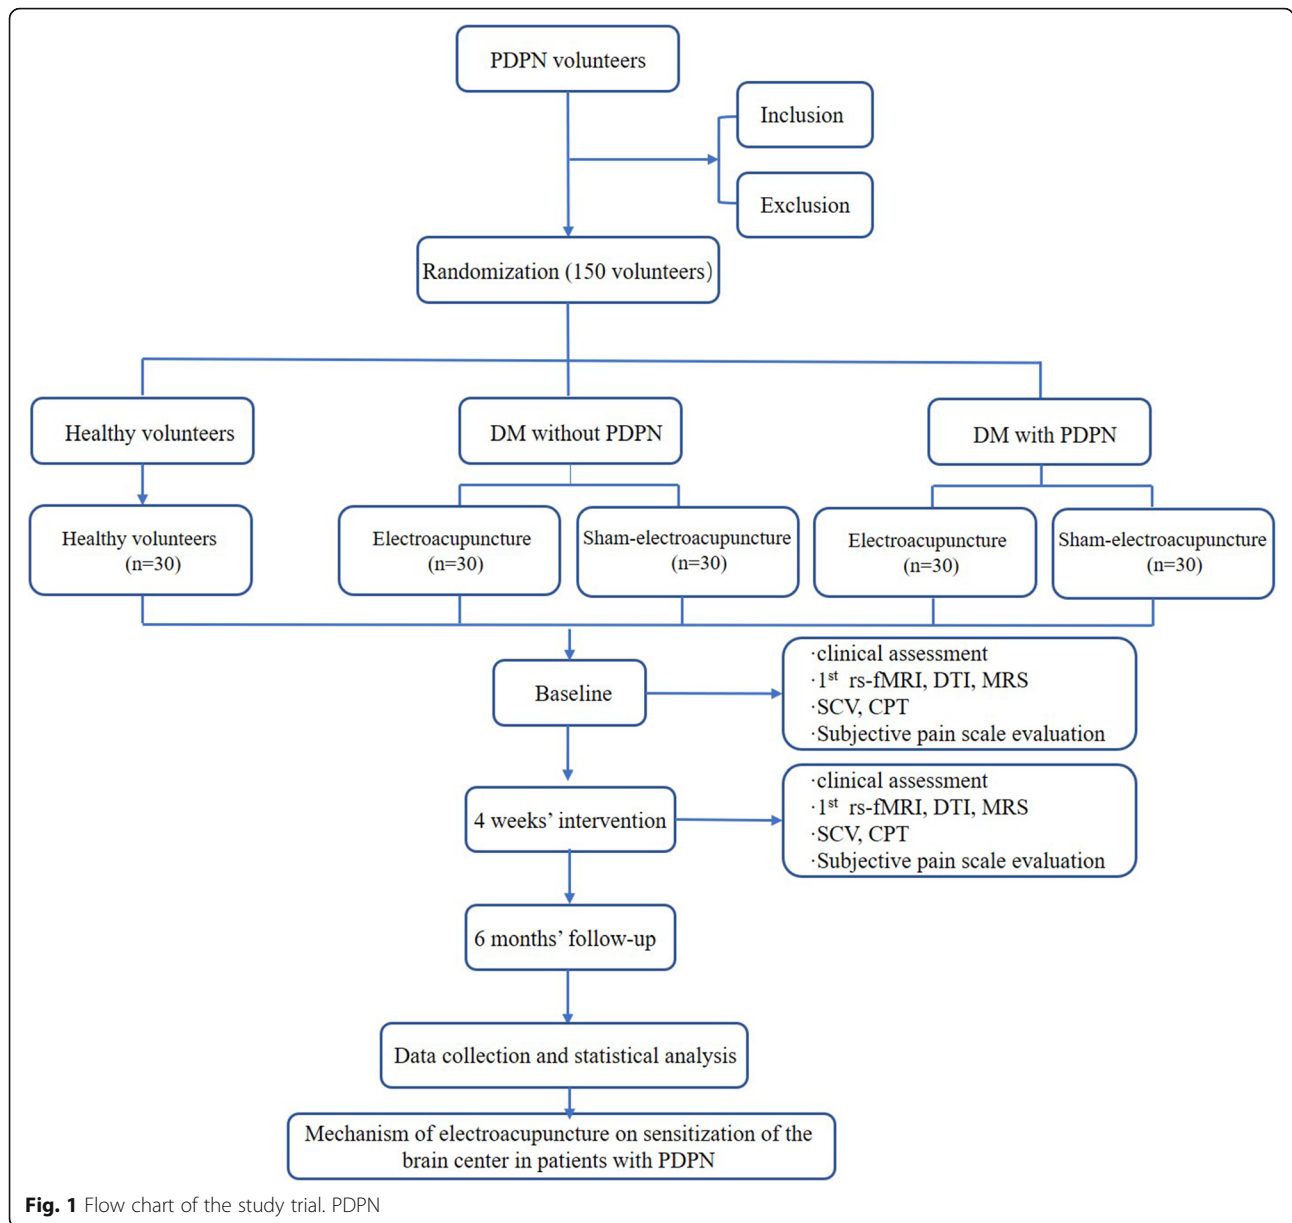 PDPN volunteers
Inclusion
Exclusion
Randomization (150 volunteers)
Healthy volunteers
DM without PDPN
DM with PDPN
Healthy volunteers
(n=30)
Electroacupuncture
(n=30)
Sham-electroacupuncture
(n=30)
Electroacupuncture
(n=30)
Sham-electroacupuncture
(n=30)
Baseline
·clinical assessment
·1st rs-fMRI, DTI, MRS
·SCV, CPT
·Subjective pain scale evaluation
4 weeks’ intervention
·clinical assessment
·1st rs-fMRI, DTI, MRS
·SCV, CPT
·Subjective pain scale evaluation
6 months’ follow-up
Data collection and statistical analysis
Mechanism of electroacupuncture on sensitization of the
brain center in patients with PDPN
Fig. 1 Flow chart of the study trial. PDPN